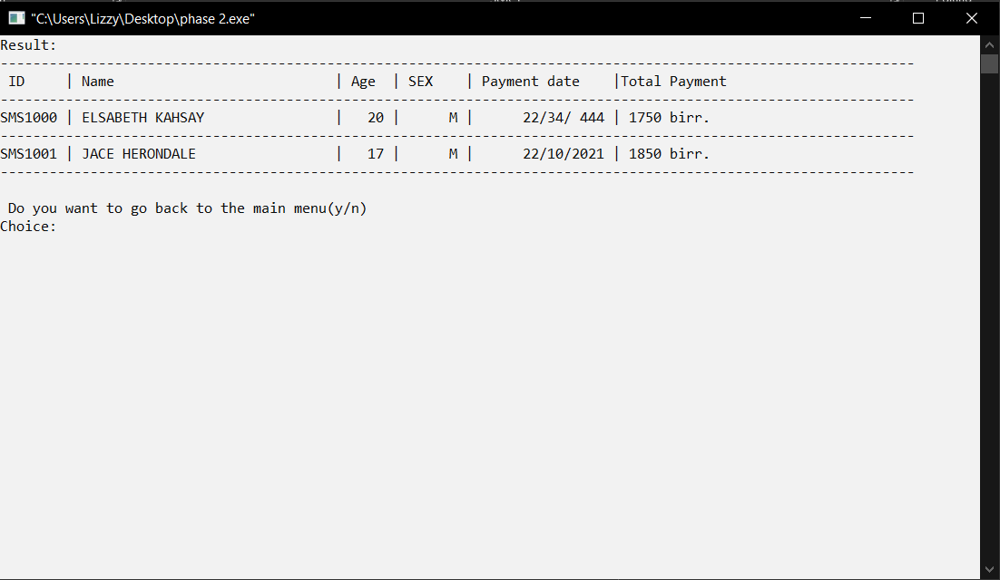 "C:\Users\Lizzy\Desktop\phase 2.exe"
Result:
----------------------------------------------------------------------------------------------------------------
 ID     | Name                           | Age  | SEX    | Payment date    |Total Payment
----------------------------------------------------------------------------------------------------------------
SMS1000 | ELSABETH KAHSAY                |   20 |      M |      22/34/ 444 | 1750 birr.
----------------------------------------------------------------------------------------------------------------
SMS1001 | JACE HERONDALE                 |   17 |      M |      22/10/2021 | 1850 birr.
----------------------------------------------------------------------------------------------------------------
 Do you want to go back to the main menu(y/n)
Choice: